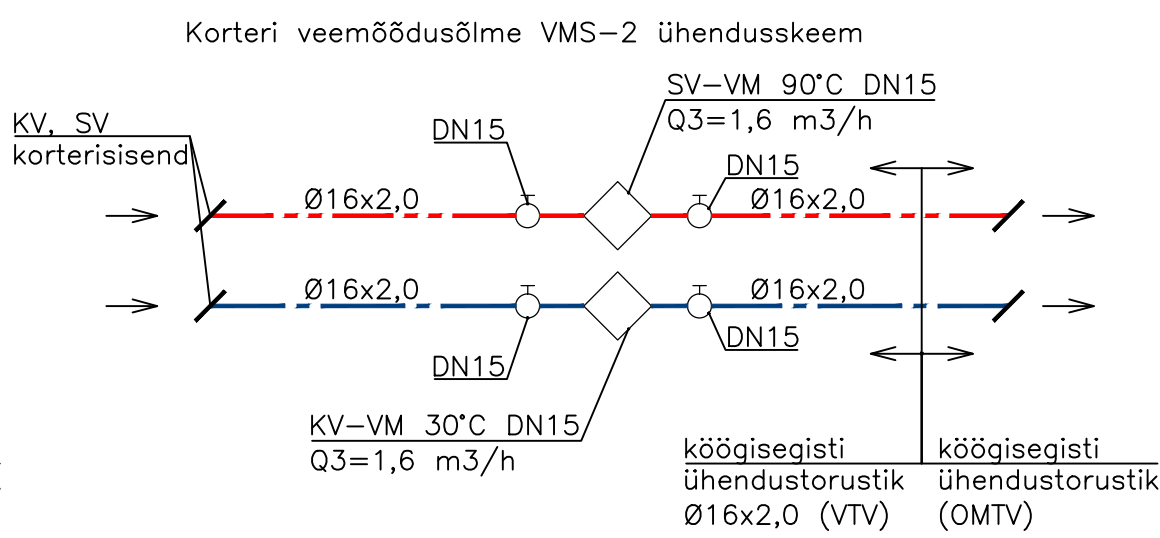 Korteri veemõõdusõlme VMS-2 ühendusskeem
SV-VM 90°C DN15
Q3=1,6 m3/h
KV, SV
korterisisend
DN15
DN15
Ø16x2,0
Ø16x2,0
Ø16x2,0
Ø16x2,0
DN15
DN15
KV-VM 30°C DN15
Q3=1,6 m3/h
köögisegisti
ühendustorustik
Ø16x2,0 (VTV)
köögisegisti
ühendustorustik
(OMTV)